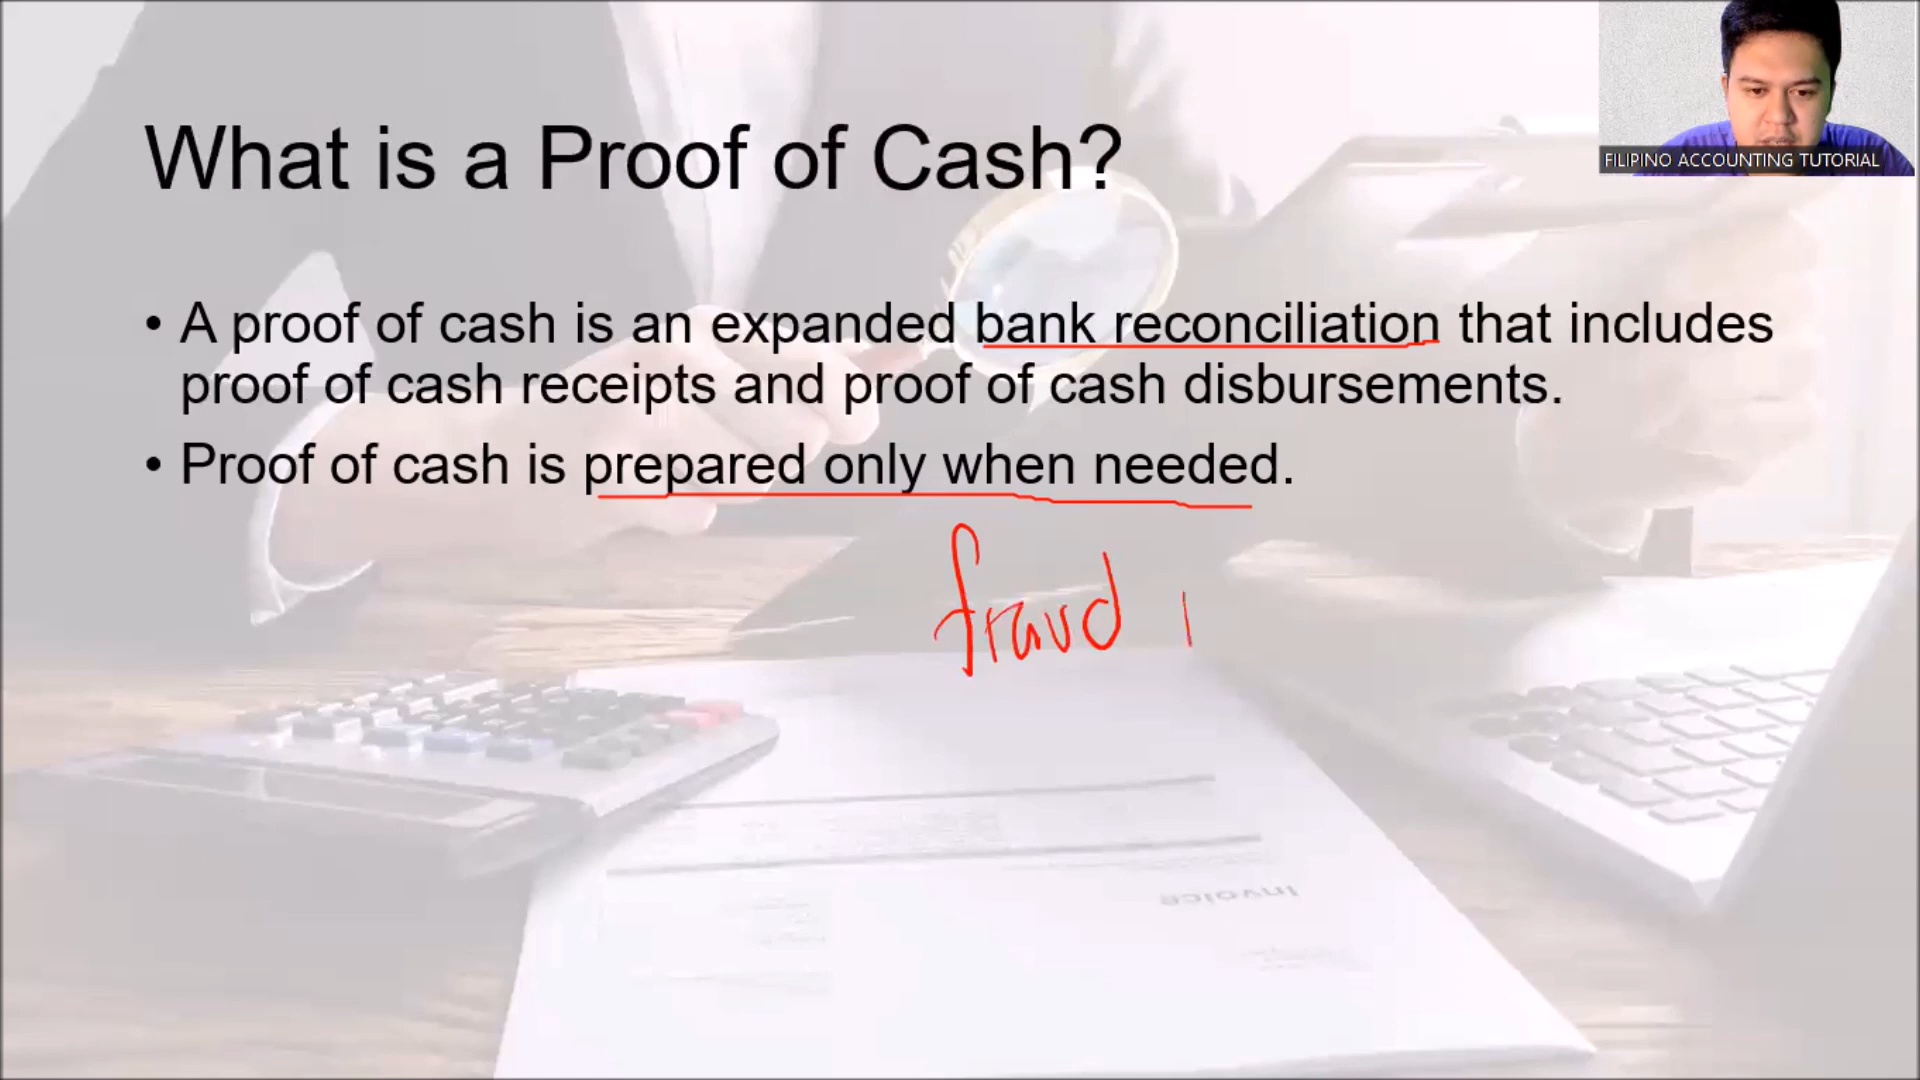 FILIPINO ACCOUNTING TUTORIAL
What is a Proof of Cash?
• A proof of cash is an expanded bank reconciliation that includes
proof of cash receipts and proof of cash disbursements.
• Proof of cash is prepared only when needed.
fraud
Invoice